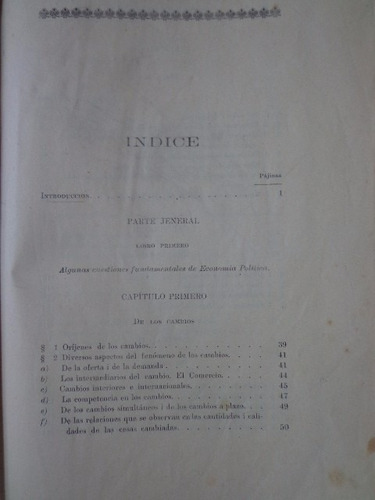 INDICE
Pájinas
INTRODUCCION . . . . . . . . . . . . . . 1
PARTE JENERAL
LIBRO PRIMERO
Algunas cuestiones fundamentales de Economía Política.
CAPITULO PRIMERO
DE LOS CAMBIOS
§ 1 Oríjenes de los cambios. . . . . . . . . . . 39
§ 2 Diversos aspectos del fenómeno de los cambios. . . . 41
a) De la oferta i de la demanda . . . . . . . . . 41
b) Los intermediarios del cambio. El Comercio. . . . . 44
c) Cambios interiores e internacionales. . . . . . . 45
d) La competencia en los cambios. . . . . . . . . 47
e) De los cambios simultáneos i de los cambios a plazo. . 49
f) De las relaciones que se observan en las cantidades i cali-
dades de las cosas cambiadas. . . . . . . . . 50